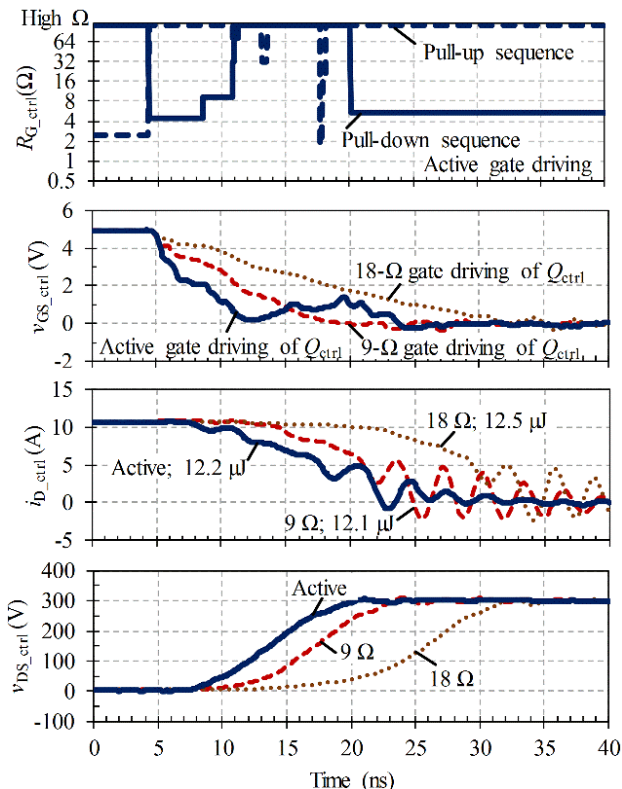 High Ω
64
32
16
8
4
2
1
0.5
R_G_ctrl(Ω)
Pull-up sequence
Pull-down sequence
Active gate driving
6
4
2
0
-2
v_GS_ctrl (V)
18-Ω gate driving of Q_ctrl
Active gate driving of Q_ctrl
9-Ω gate driving of Q_ctrl
15
10
5
0
-5
i_D_ctrl (A)
18 Ω; 12.5 µJ
Active; 12.2 µJ
9 Ω; 12.1 µJ
400
300
200
100
0
-100
v_DS_ctrl (V)
Active
9 Ω
18 Ω
0 5 10 15 20 25 30 35 40
Time (ns)